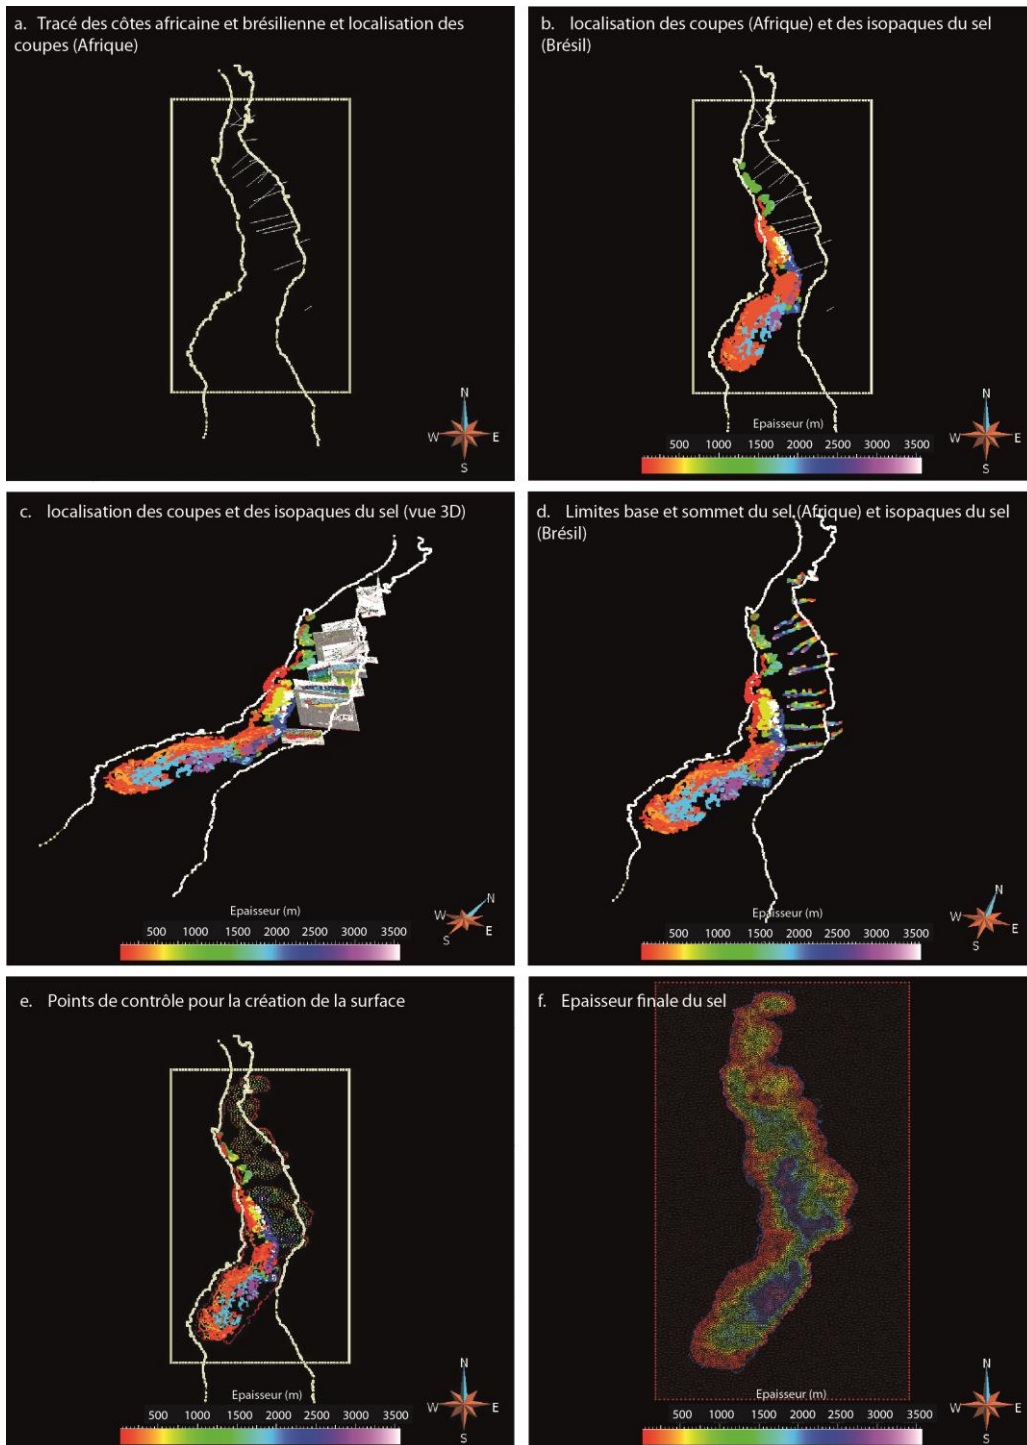 a. Tracé des côtes africaine et brésilienne et localisation des
coupes (Afrique)
N
W E
S
b. localisation des coupes (Afrique) et des isopaques du sel
(Brésil)
N
W E
S
Epaisseur (m)
500 1000 1500 2000 2500 3000 3500
c. localisation des coupes et des isopaques du sel (vue 3D)
N
W E
S
Epaisseur (m)
500 1000 1500 2000 2500 3000 3500
d. Limites base et sommet du sel (Afrique) et isopaques du sel
(Brésil)
N
W E
S
Epaisseur (m)
500 1000 1500 2000 2500 3000 3500
e. Points de contrôle pour la création de la surface
N
W E
S
Epaisseur (m)
500 1000 1500 2000 2500 3000 3500
f. Epaisseur finale du sel
N
W E
S
Epaisseur (m)
500 1000 1500 2000 2500 3000 3500